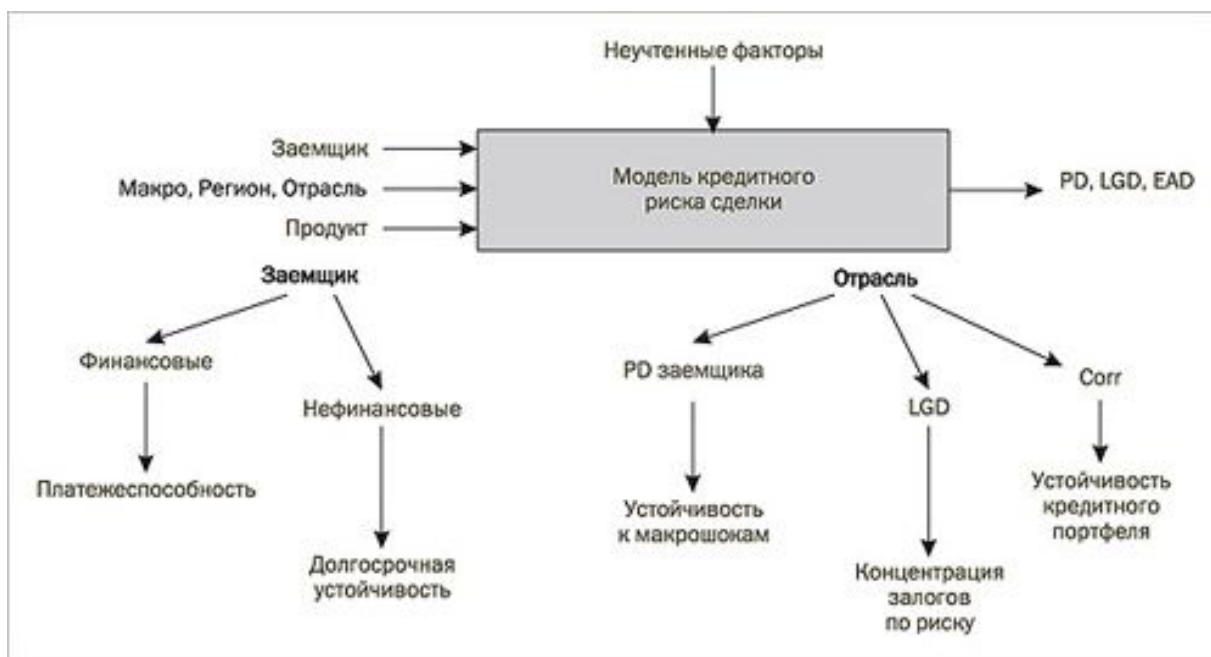 Неучтенные факторы
Заемщик
Макро, Регион, Отрасль
Продукт
Модель кредитного
риска сделки
PD, LGD, EAD
Заемщик
Отрасль
Финансовые
Нефинансовые
Платежеспособность
Долгосрочная
устойчивость
PD заемщика
LGD
Corr
Устойчивость
к макрошокам
Концентрация
залогов
по риску
Устойчивость
кредитного
портфеля